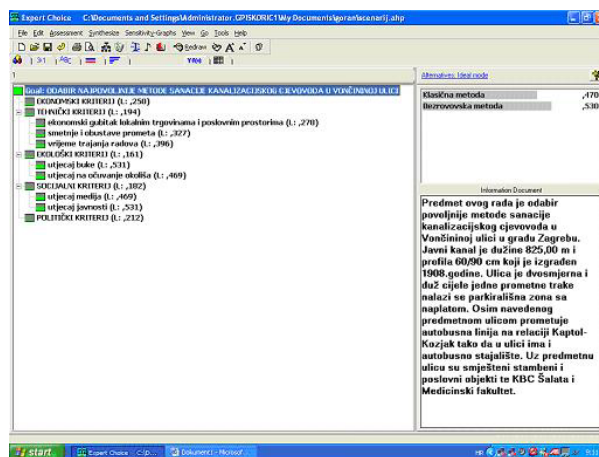 Expert Choice C:\Documents and Settings\Administrator.GPISKORIC1\My Documents\goran\scenerij.ahp
File Edit Assessment Synthesize Sensitivity-Graphs View Go Tools Help
Redraw
1
Goal: ODABIR NAJPOVOLJNIJE METODE SANACIJE KANALIZACIJSKOG CJEVOVODA U VONČININOJ ULICI
EKONOMSKI KRITERIJ (L: ,250)
TEHNIČKI KRITERIJ (L: ,194)
ekonomski gubitak lokalnim trgovinama i poslovnim prostorima (L: ,278)
smetnje i obustave prometa (L: ,327)
vrijeme trajanja radova (L: ,396)
EKOLOŠKI KRITERIJ (L: ,161)
utjecaj buke (L: ,531)
utjecaj na očuvanje okoliša (L: ,469)
SOCIJALNI KRITERIJ (L: ,182)
utjecaj medija (L: ,469)
utjecaj javnosti (L: ,531)
POLITIČKI KRITERIJ (L: ,212)
Alternatives: Ideal mode
Klasična metoda ,470
Bezrovovska metoda ,530
Information Document
Predmet ovog rada je odabir
povoljnije metode sanacije
kanalizacijskog cjevovoda u
Vončininoj ulici u gradu Zagrebu.
Javni kanal je dužine 825,00 m i
profila 60/90 cm koji je izgrađen
1908.godine. Ulica je dvosmjerna i
duž cijele jedne prometne trake
nalazi se parkirališna zona sa
naplatom. Osim navedenog
predmetnom ulicom prometuje
autobusna linija na relaciji Kaptol-
Kozjak tako da u ulici ima i
autobusno stajalište. Uz predmetnu
ulicu su smješteni stambeni i
poslovni objekti te KBC Šalata i
Medicinski fakultet.
start
Expert Choice C:\D...
Dokument1 - Microsof...
HR